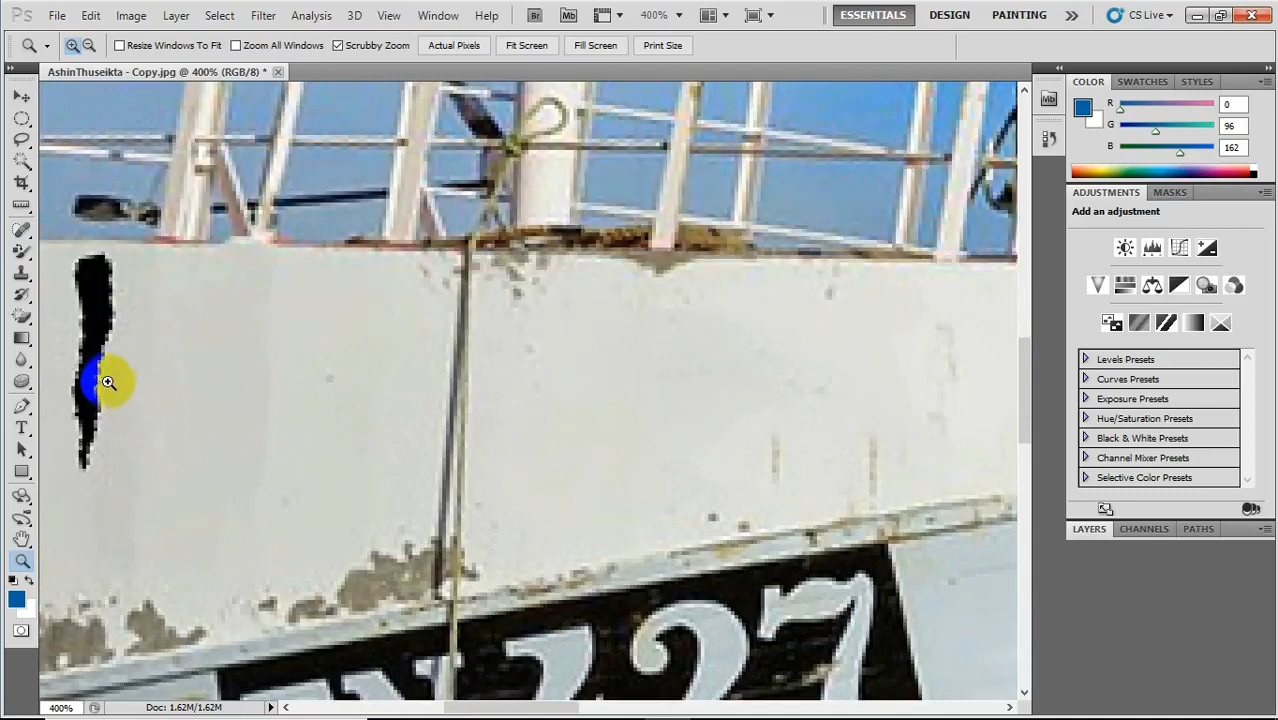 Ps File Edit Image Layer Select Filter Analysis 3D View Window Help Br Mb 400% ESSENTIALS DESIGN PAINTING CS Live
Resize Windows To Fit Zoom All Windows Scrubby Zoom Actual Pixels Fit Screen Fill Screen Print Size
AshinThuseikta - Copy.jpg @ 400% (RGB/8) *
COLOR SWATCHES STYLES
Mb
R 0
G 96
B 162
ADJUSTMENTS MASKS
Add an adjustment
Levels Presets
Curves Presets
Exposure Presets
Hue/Saturation Presets
Black & White Presets
Channel Mixer Presets
Selective Color Presets
LAYERS CHANNELS PATHS
T
227
400% Doc: 1.62M/1.62M